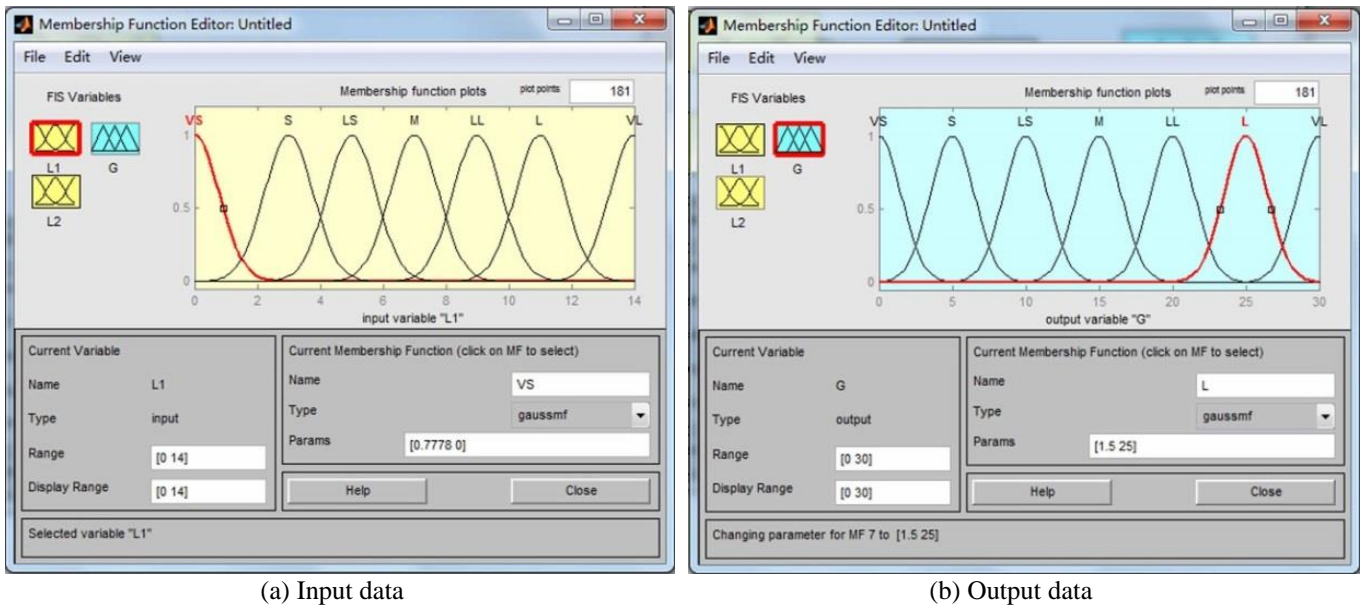 Membership Function Editor: Untitled
File Edit View
FIS Variables
L1
G
L2
Membership function plots
plot points
181
VS S LS M LL L VL
1
0.5
0
0 2 4 6 8 10 12 14
input variable "L1"
Current Variable
Name L1
Type input
Range [0 14]
Display Range [0 14]
Current Membership Function (click on MF to select)
Name VS
Type gaussmf
Params [0.7778 0]
Help Close
Selected variable "L1"
(a) Input data
Membership Function Editor: Untitled
File Edit View
FIS Variables
L1
G
L2
Membership function plots
plot points
181
VS S LS M LL L VL
1
0.5
0
0 5 10 15 20 25 30
output variable "G"
Current Variable
Name G
Type output
Range [0 30]
Display Range [0 30]
Current Membership Function (click on MF to select)
Name L
Type gaussmf
Params [1.5 25]
Help Close
Changing parameter for MF 7 to [1.5 25]
(b) Output data